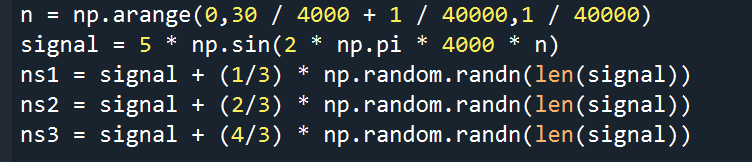 n = np.arange(0,30 / 4000 + 1 / 40000,1 / 40000)
signal = 5 * np.sin(2 * np.pi * 4000 * n)
ns1 = signal + (1/3) * np.random.randn(len(signal))
ns2 = signal + (2/3) * np.random.randn(len(signal))
ns3 = signal + (4/3) * np.random.randn(len(signal))